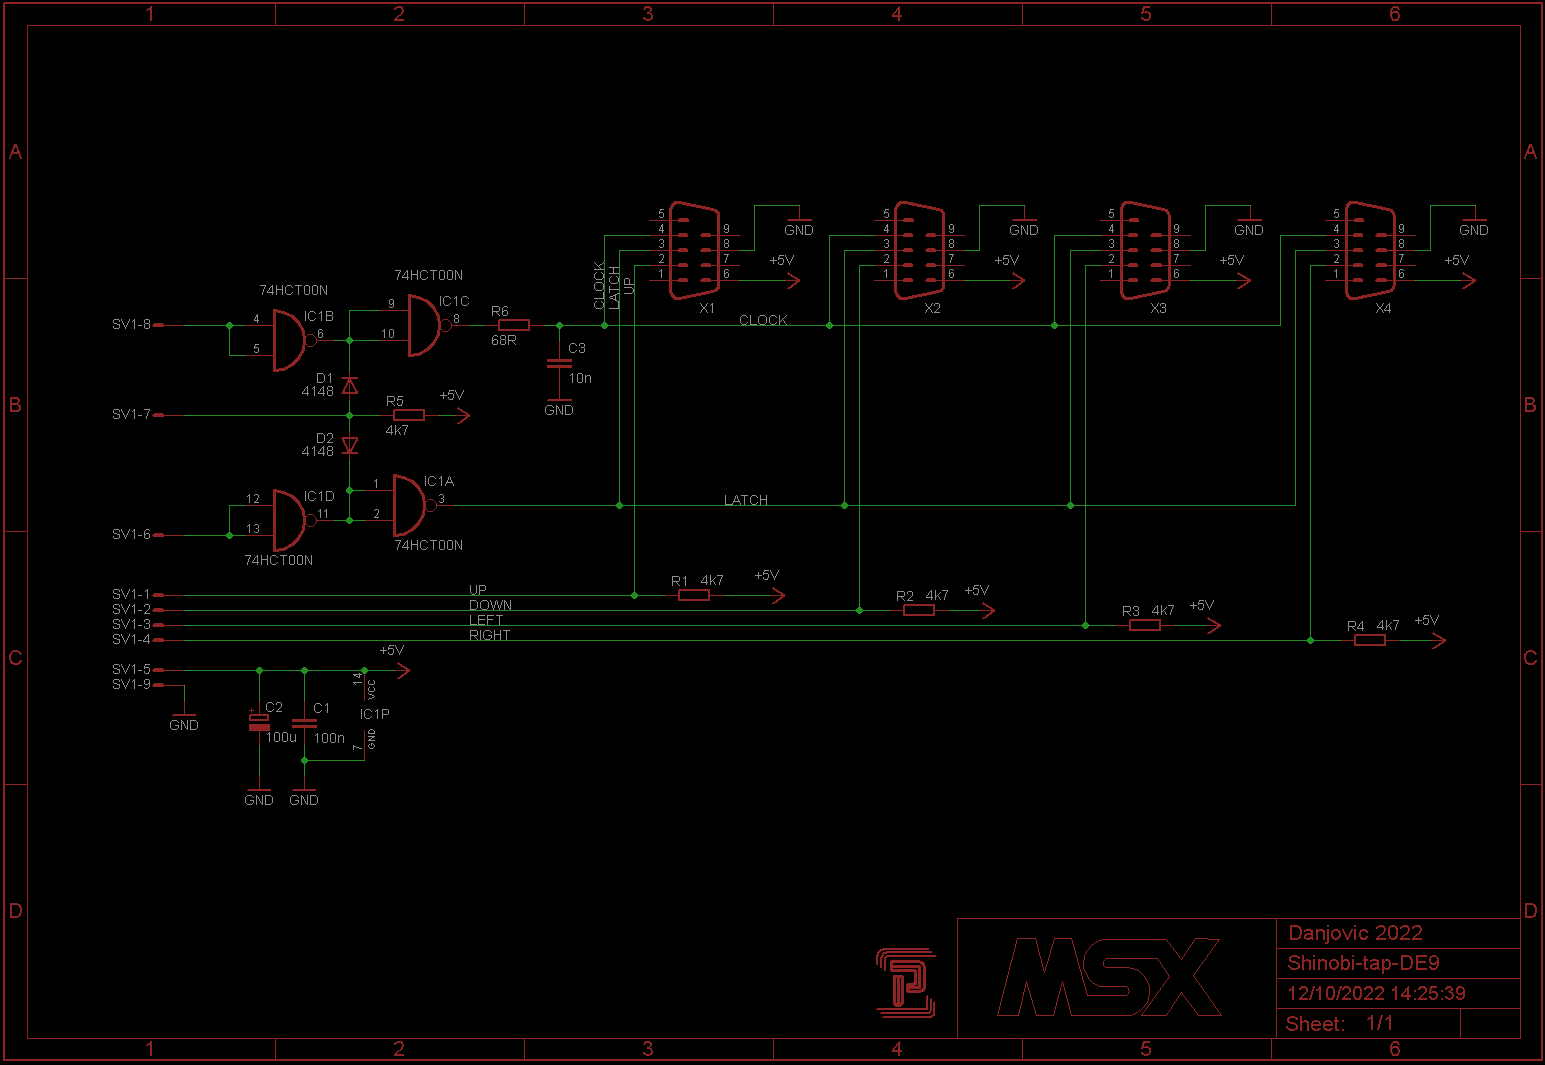 1 2 3 4 5 6
A A
5 4 3 2 1 9 8 7 6 GND +5V X1
5 4 3 2 1 9 8 7 6 GND +5V X2
5 4 3 2 1 9 8 7 6 GND +5V X3
5 4 3 2 1 9 8 7 6 GND +5V X4
CLOCK
LATCH
UP
74HCT00N
9 IC1C
10 8
74HCT00N
SV1-8 4 IC1B
5 6
R6
68R
CLOCK
C3
10n
GND
D1
4148
B B
SV1-7
R5 +5V
4k7
D2
4148
1 IC1A
2 3
74HCT00N
LATCH
12 IC1D
13 11
SV1-6
74HCT00N
SV1-1 UP R1 4k7 +5V
SV1-2 DOWN R2 4k7 +5V
SV1-3 LEFT R3 4k7 +5V
SV1-4 RIGHT R4 4k7 +5V
C C
SV1-5 +5V
SV1-9
GND
C2
100u
GND
C1
100n
GND
14 VCC
IC1P
7 GND
D D
MSX
Danjovic 2022
Shinobi-tap-DE9
12/10/2022 14:25:39
Sheet: 1/1
1 2 3 4 5 6